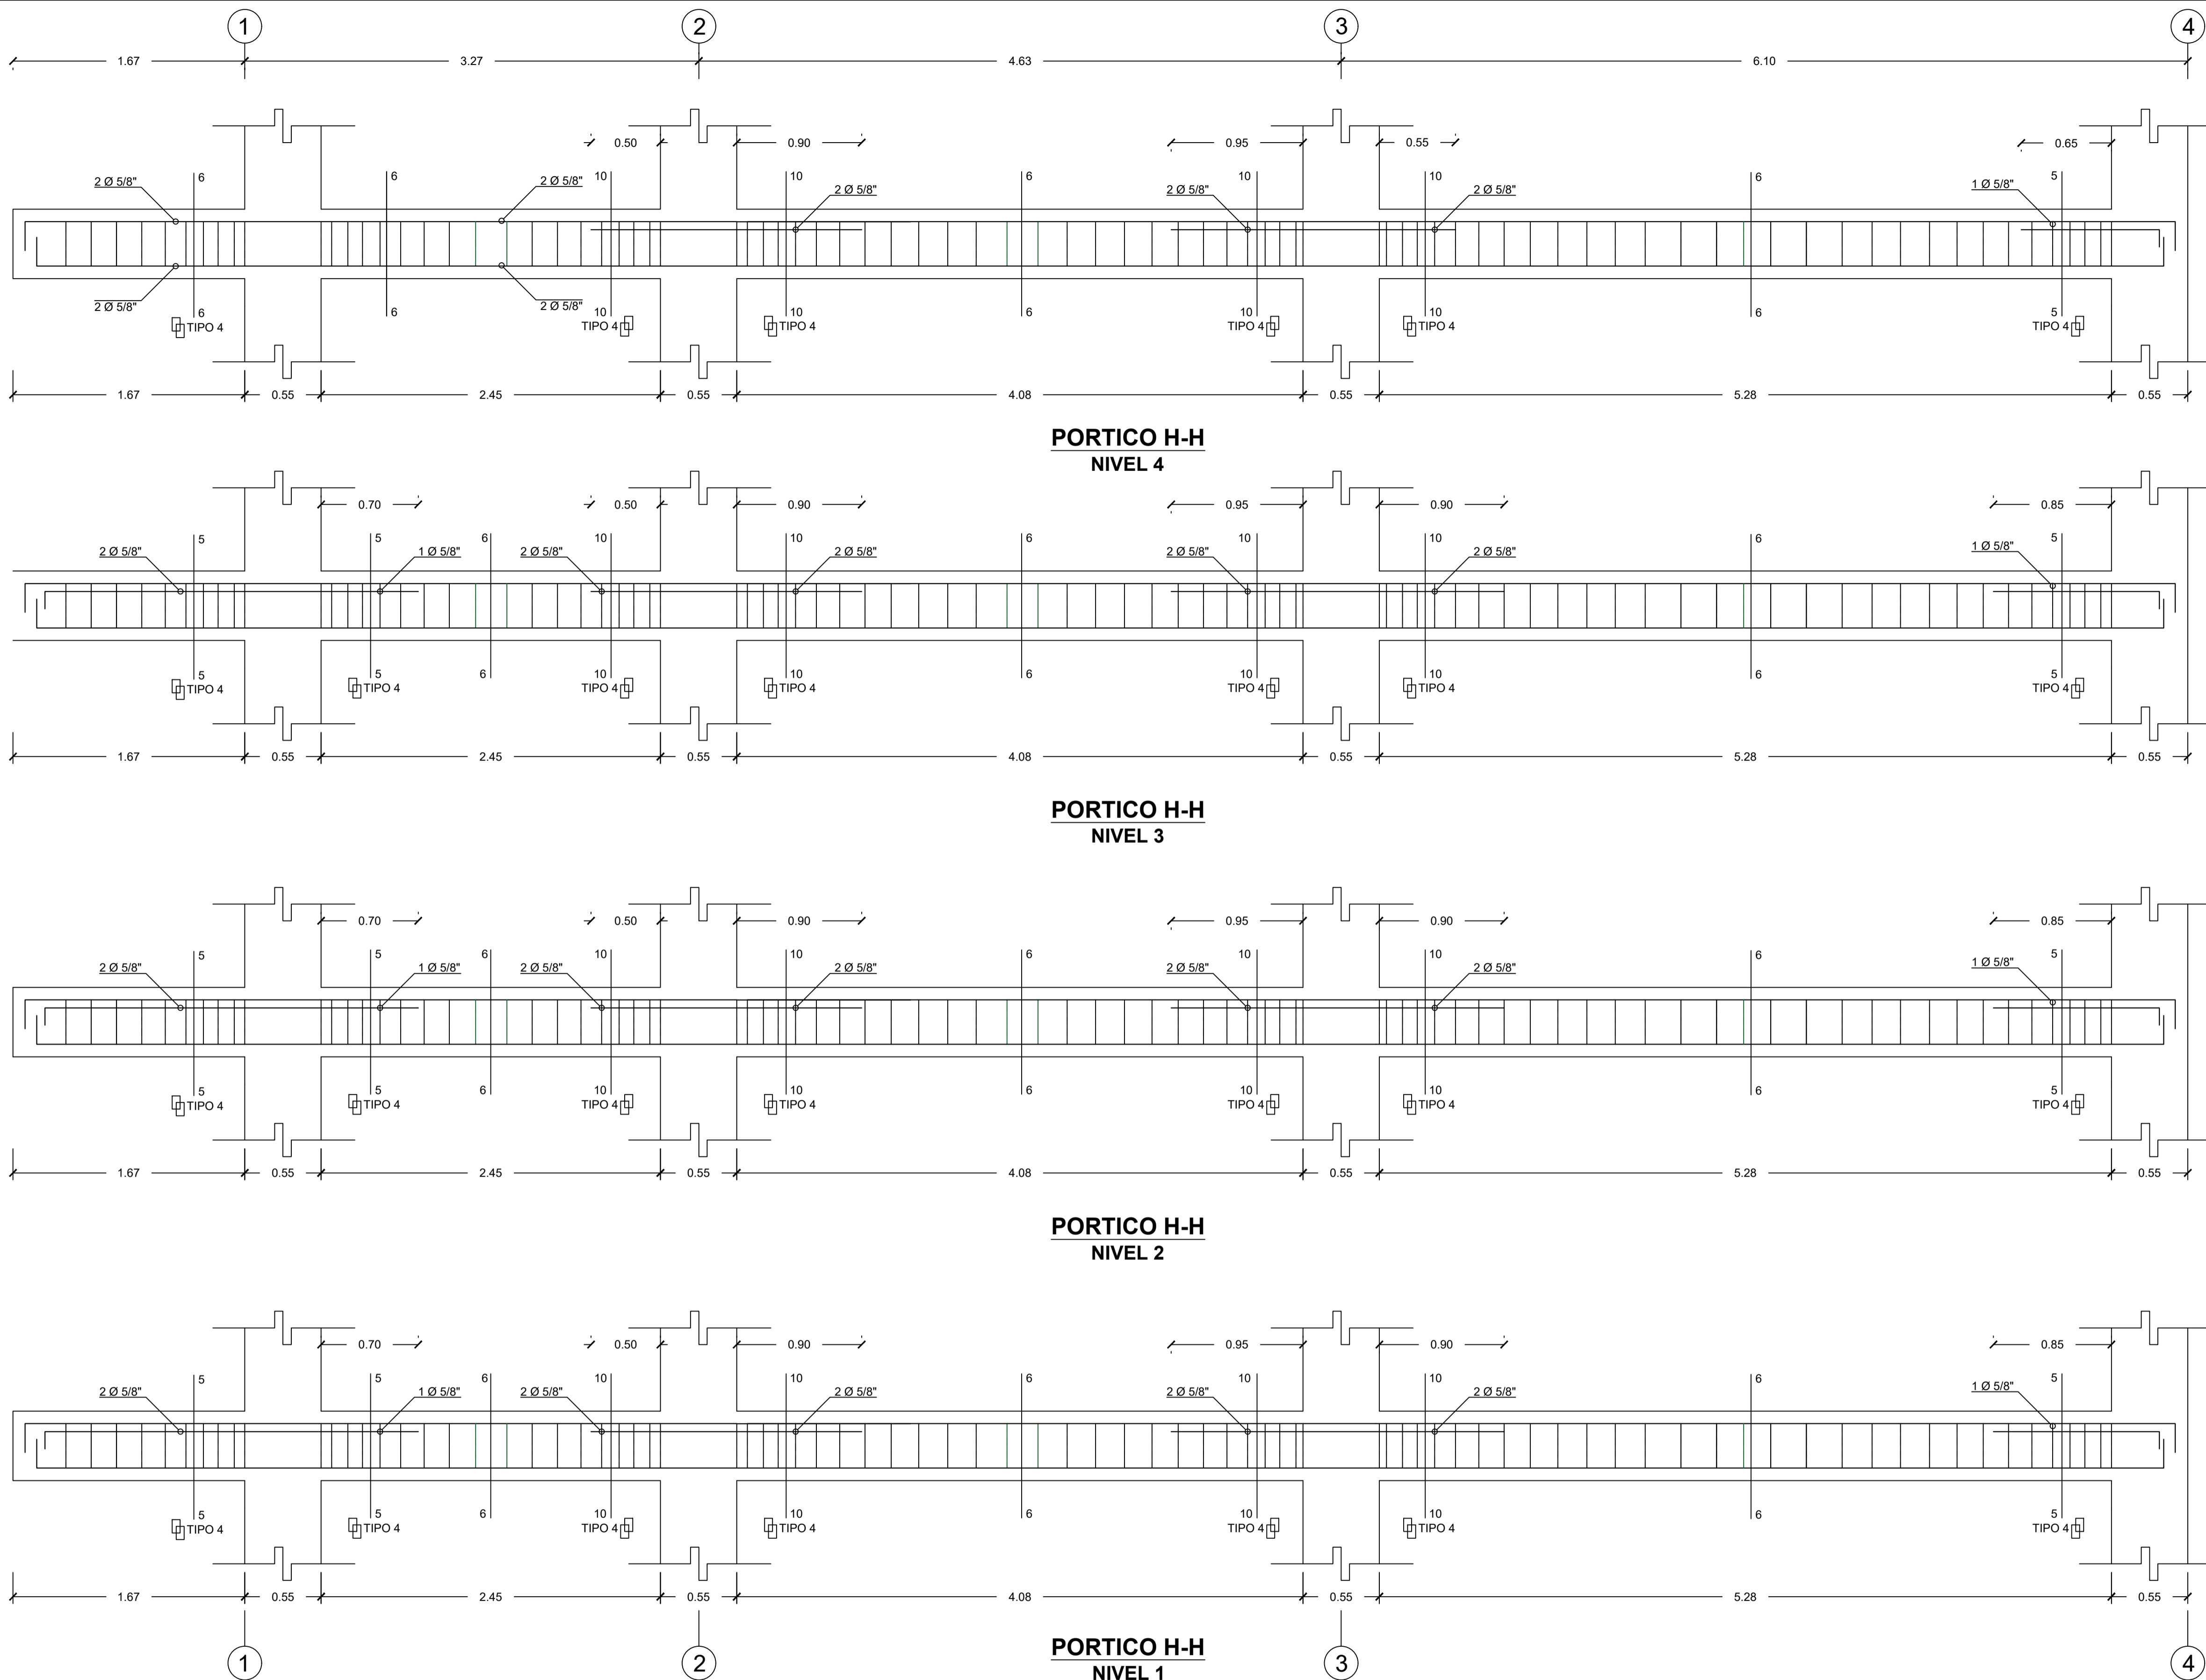 1 2 3 4
1.67 3.27 4.63 6.10
0.50 0.90 0.95 0.55 0.65
6 6 10 10 6 10 10 6 5
2 Ø 5/8" 2 Ø 5/8" 2 Ø 5/8" 2 Ø 5/8" 2 Ø 5/8" 1 Ø 5/8"
2 Ø 5/8" 2 Ø 5/8"
6 6 10 10 6 10 10 6 5
TIPO 4 TIPO 4 TIPO 4 TIPO 4 TIPO 4 TIPO 4
1.67 0.55 2.45 0.55 4.08 0.55 5.28 0.55
PORTICO H-H
NIVEL 4
0.70 0.50 0.90 0.95 0.90 0.85
5 5 6 10 10 6 10 10 6 5
2 Ø 5/8" 1 Ø 5/8" 2 Ø 5/8" 2 Ø 5/8" 2 Ø 5/8" 2 Ø 5/8" 1 Ø 5/8"
5 5 6 10 10 6 10 10 6 5
TIPO 4 TIPO 4 TIPO 4 TIPO 4 TIPO 4 TIPO 4 TIPO 4
1.67 0.55 2.45 0.55 4.08 0.55 5.28 0.55
PORTICO H-H
NIVEL 3
0.70 0.50 0.90 0.95 0.90 0.85
5 5 6 10 10 6 10 10 6 5
2 Ø 5/8" 1 Ø 5/8" 2 Ø 5/8" 2 Ø 5/8" 2 Ø 5/8" 2 Ø 5/8" 1 Ø 5/8"
5 5 6 10 10 6 10 10 6 5
TIPO 4 TIPO 4 TIPO 4 TIPO 4 TIPO 4 TIPO 4 TIPO 4
1.67 0.55 2.45 0.55 4.08 0.55 5.28 0.55
PORTICO H-H
NIVEL 2
0.70 0.50 0.90 0.95 0.90 0.85
5 5 6 10 10 6 10 10 6 5
2 Ø 5/8" 1 Ø 5/8" 2 Ø 5/8" 2 Ø 5/8" 2 Ø 5/8" 2 Ø 5/8" 1 Ø 5/8"
5 5 6 10 10 6 10 10 6 5
TIPO 4 TIPO 4 TIPO 4 TIPO 4 TIPO 4 TIPO 4 TIPO 4
1.67 0.55 2.45 0.55 4.08 0.55 5.28 0.55
PORTICO H-H
NIVEL 1
1 2 3 4